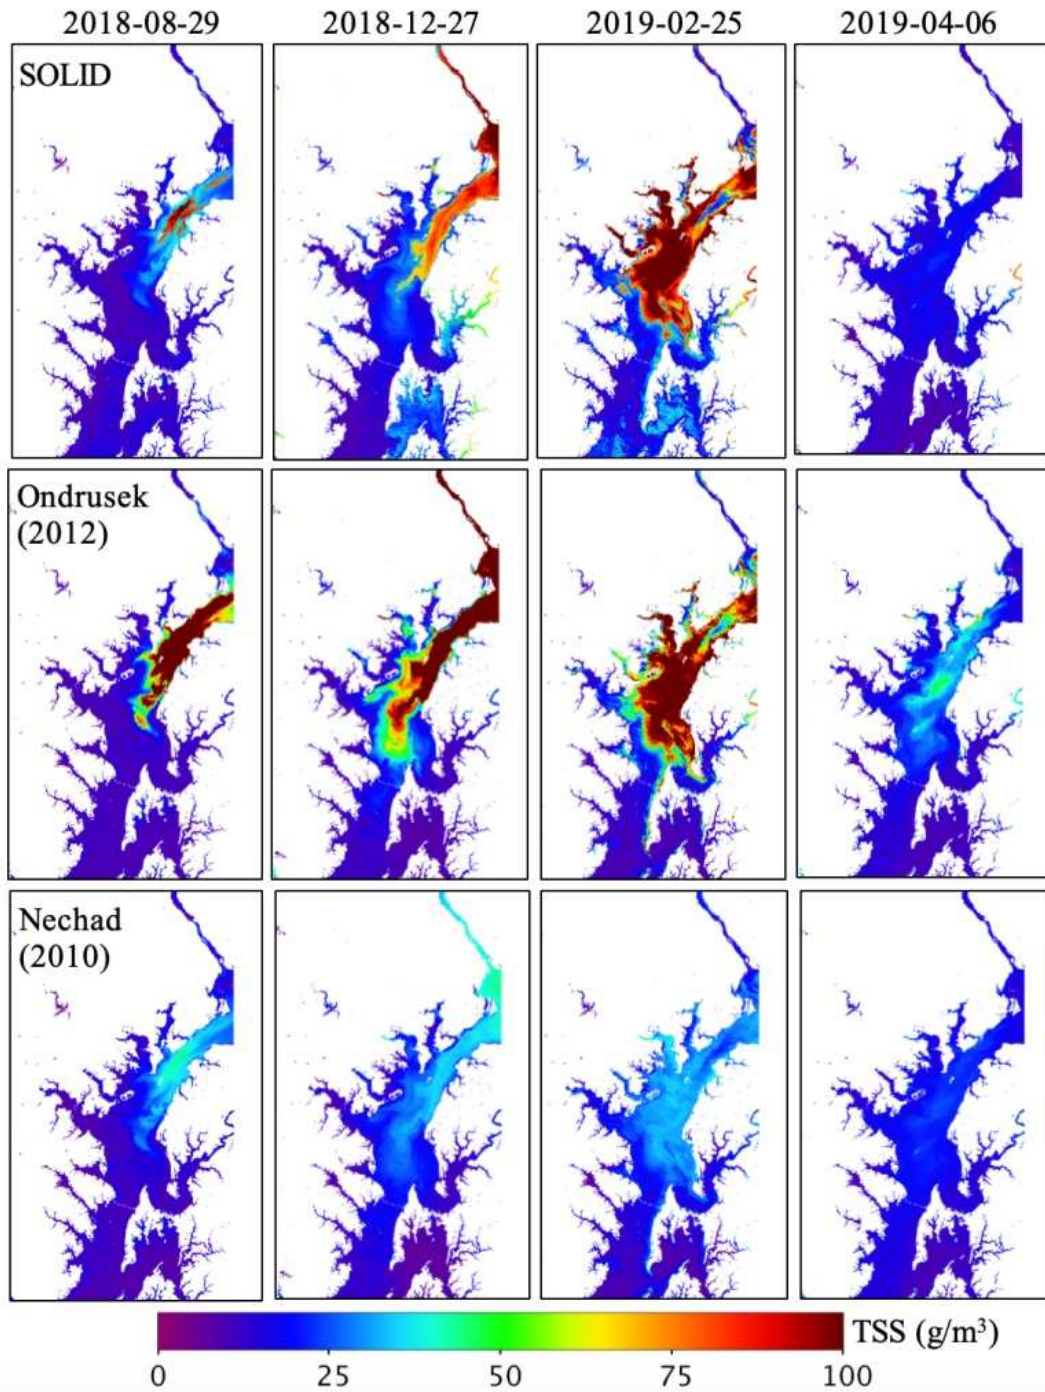 2018-08-29 2018-12-27 2019-02-25 2019-04-06
SOLID
Ondrusek
(2012)
Nechad
(2010)
TSS (g/m³)
0 25 50 75 100